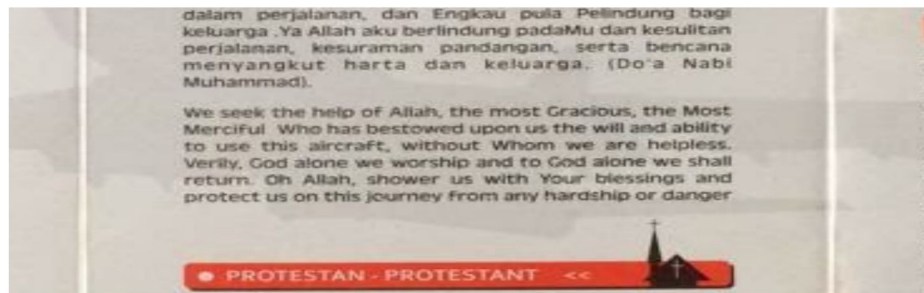 dalam perjalanan, dan Engkau pula Pelindung bagi
keluarga .Ya Allah aku berlindung padaMu dan kesulitan
perjalanan, kesuraman pandangan, serta bencana
menyangkut harta dan keluarga. (Do'a Nabi
Muhammad).
We seek the help of Allah, the most Gracious, the Most
Merciful Who has bestowed upon us the will and ability
to use this aircraft, without Whom we are helpless.
Verily, God alone we worship and to God alone we shall
return. Oh Allah, shower us with Your blessings and
protect us on this journey from any hardship or danger
PROTESTAN - PROTESTANT <<